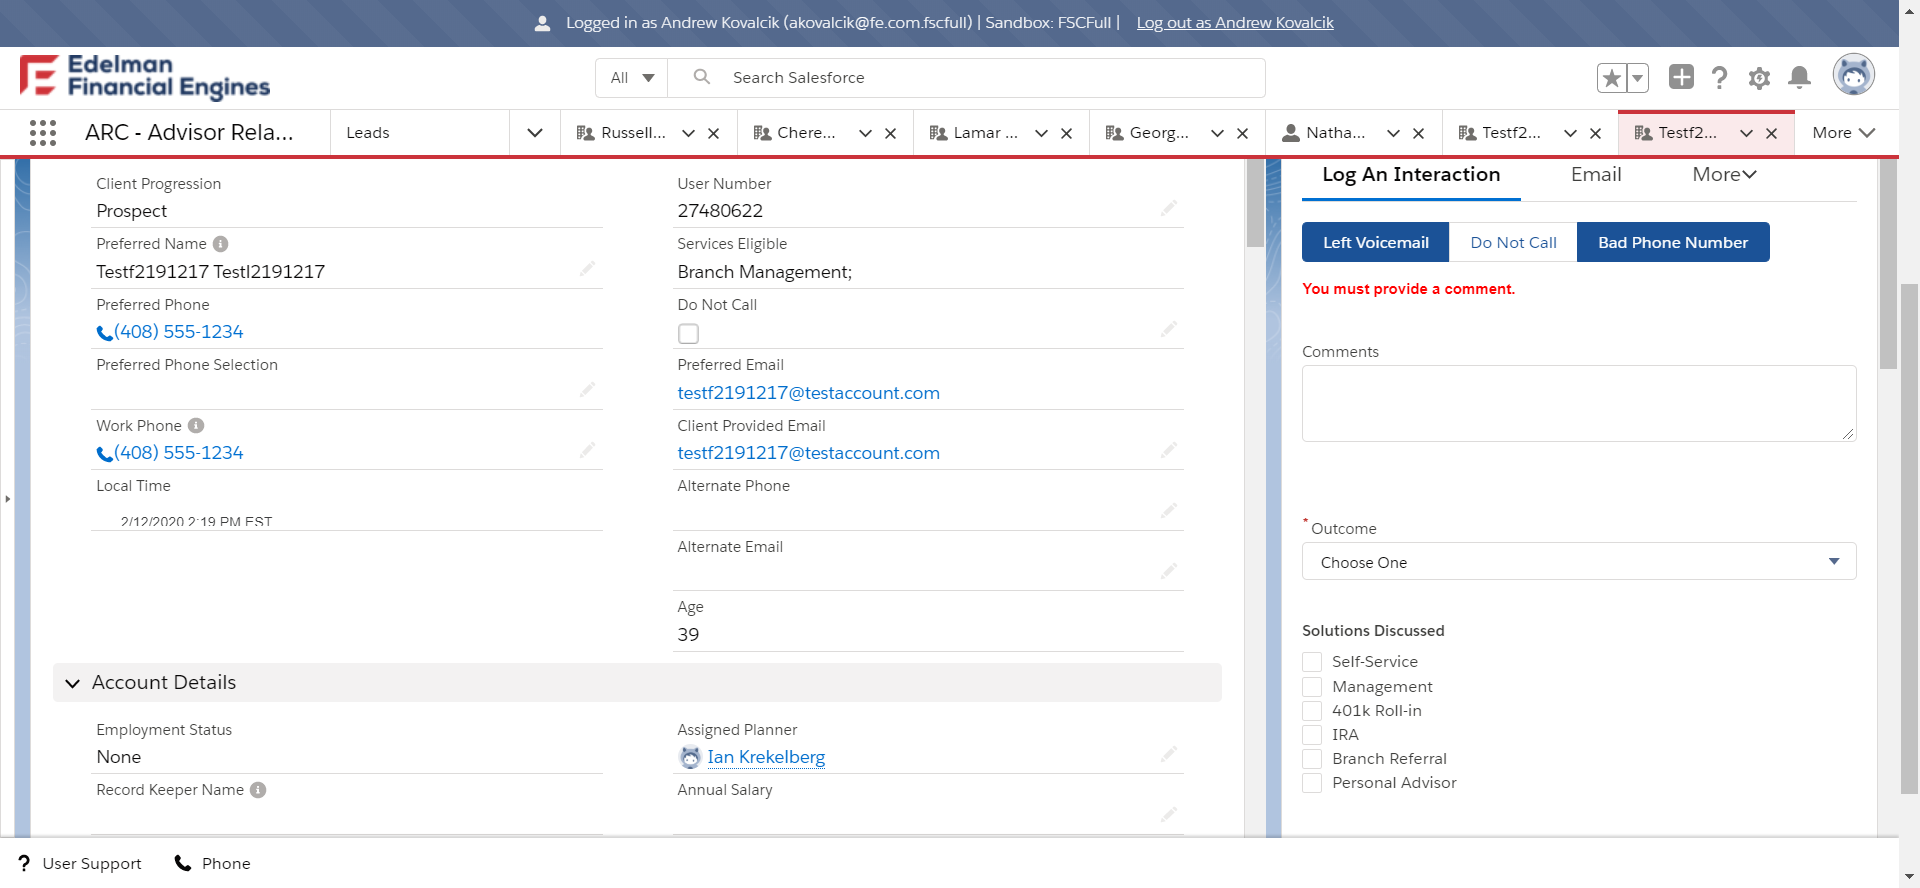 Logged in as Andrew Kovalcik (akovalcik@fe.com.fscfull) | Sandbox: FSCFull | Log out as Andrew Kovalcik
Edelman
Financial Engines
All
Search Salesforce
ARC - Advisor Rela...
Leads
Russell...
Chere...
Lamar ...
Georg...
Natha...
Testf2...
Testf2...
More
Client Progression
Prospect
Preferred Name
Testf2191217 Testl2191217
Preferred Phone
(408) 555-1234
Preferred Phone Selection
Work Phone
(408) 555-1234
Local Time
2/12/2020 2:19 PM EST
User Number
27480622
Services Eligible
Branch Management;
Do Not Call
Preferred Email
testf2191217@testaccount.com
Client Provided Email
testf2191217@testaccount.com
Alternate Phone
Alternate Email
Age
39
Account Details
Employment Status
None
Record Keeper Name
Assigned Planner
Ian Krekelberg
Annual Salary
Log An Interaction
Email
More
Left Voicemail
Do Not Call
Bad Phone Number
You must provide a comment.
Comments
* Outcome
Choose One
Solutions Discussed
Self-Service
Management
401k Roll-in
IRA
Branch Referral
Personal Advisor
User Support
Phone